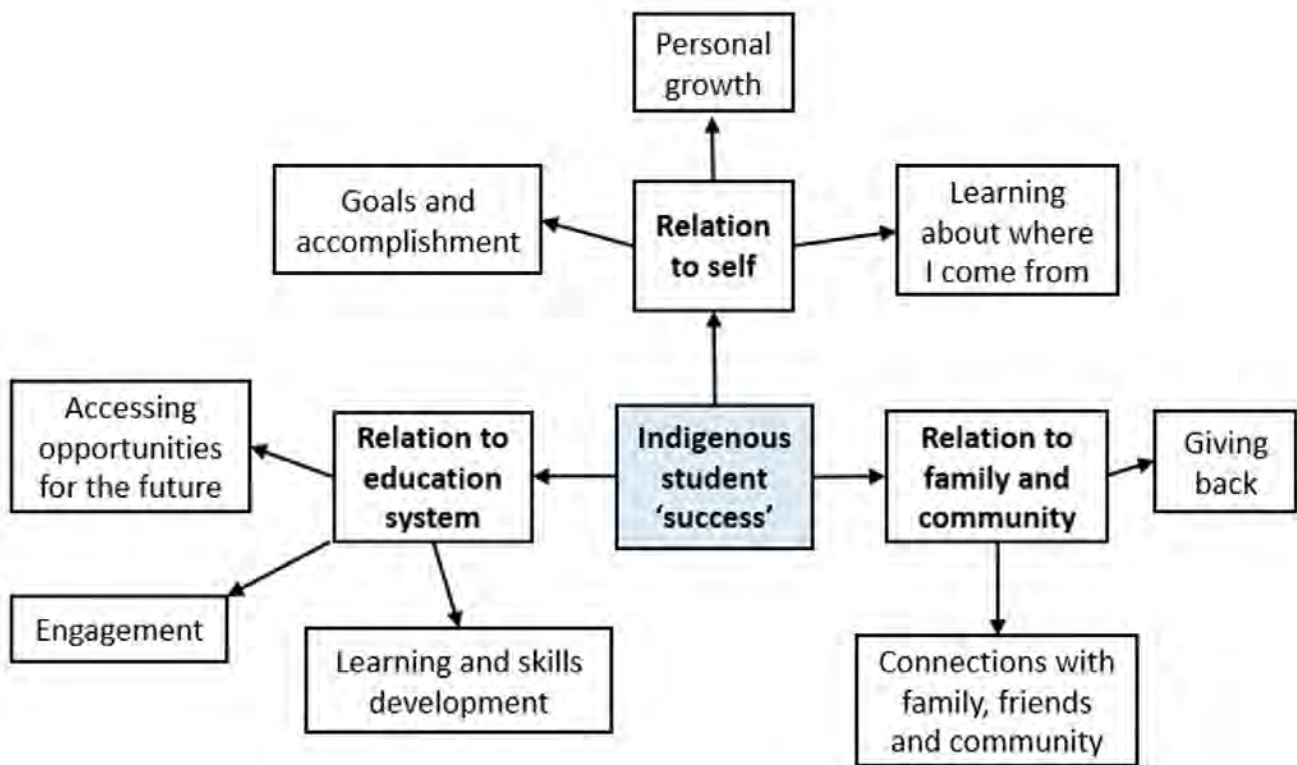 Personal
growth
Goals and
accomplishment
Relation
to self
Learning
about where
I come from
Accessing
opportunities
for the future
Relation to
education
system
Indigenous
student
‘success’
Relation to
family and
community
Giving
back
Engagement
Learning and skills
development
Connections with
family, friends
and community